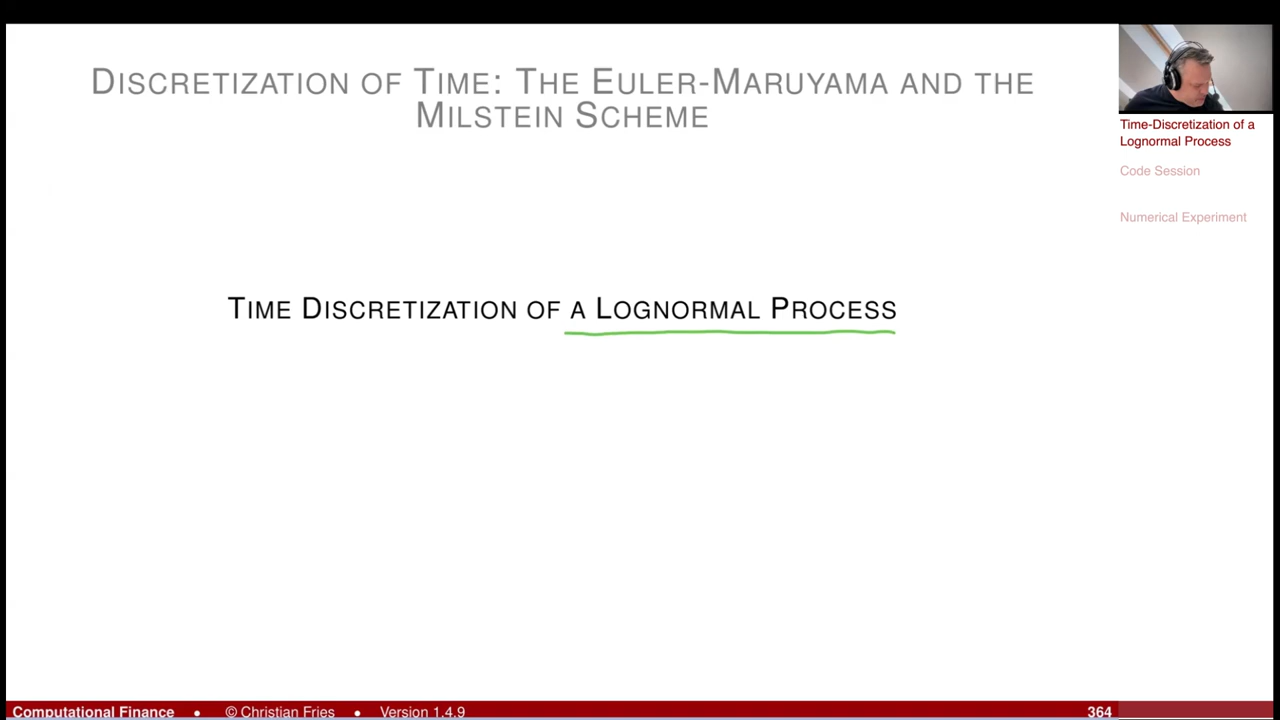 DISCRETIZATION OF TIME: THE EULER-MARUYAMA AND THE
MILSTEIN SCHEME
TIME DISCRETIZATION OF A LOGNORMAL PROCESS
Time-Discretization of a
Lognormal Process
Code Session
Numerical Experiment
Computational Finance • © Christian Fries • Version 1.4.9 364